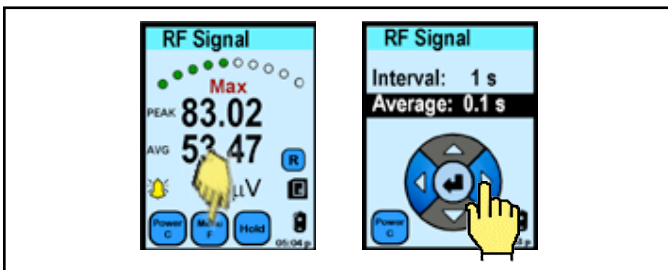 RF Signal
Max
PEAK 83.02
AVG 53.47
R
µV
Power C
Menu F
Hold
05:04 p
RF Signal
Interval: 1 s
Average: 0.1 s
Power C